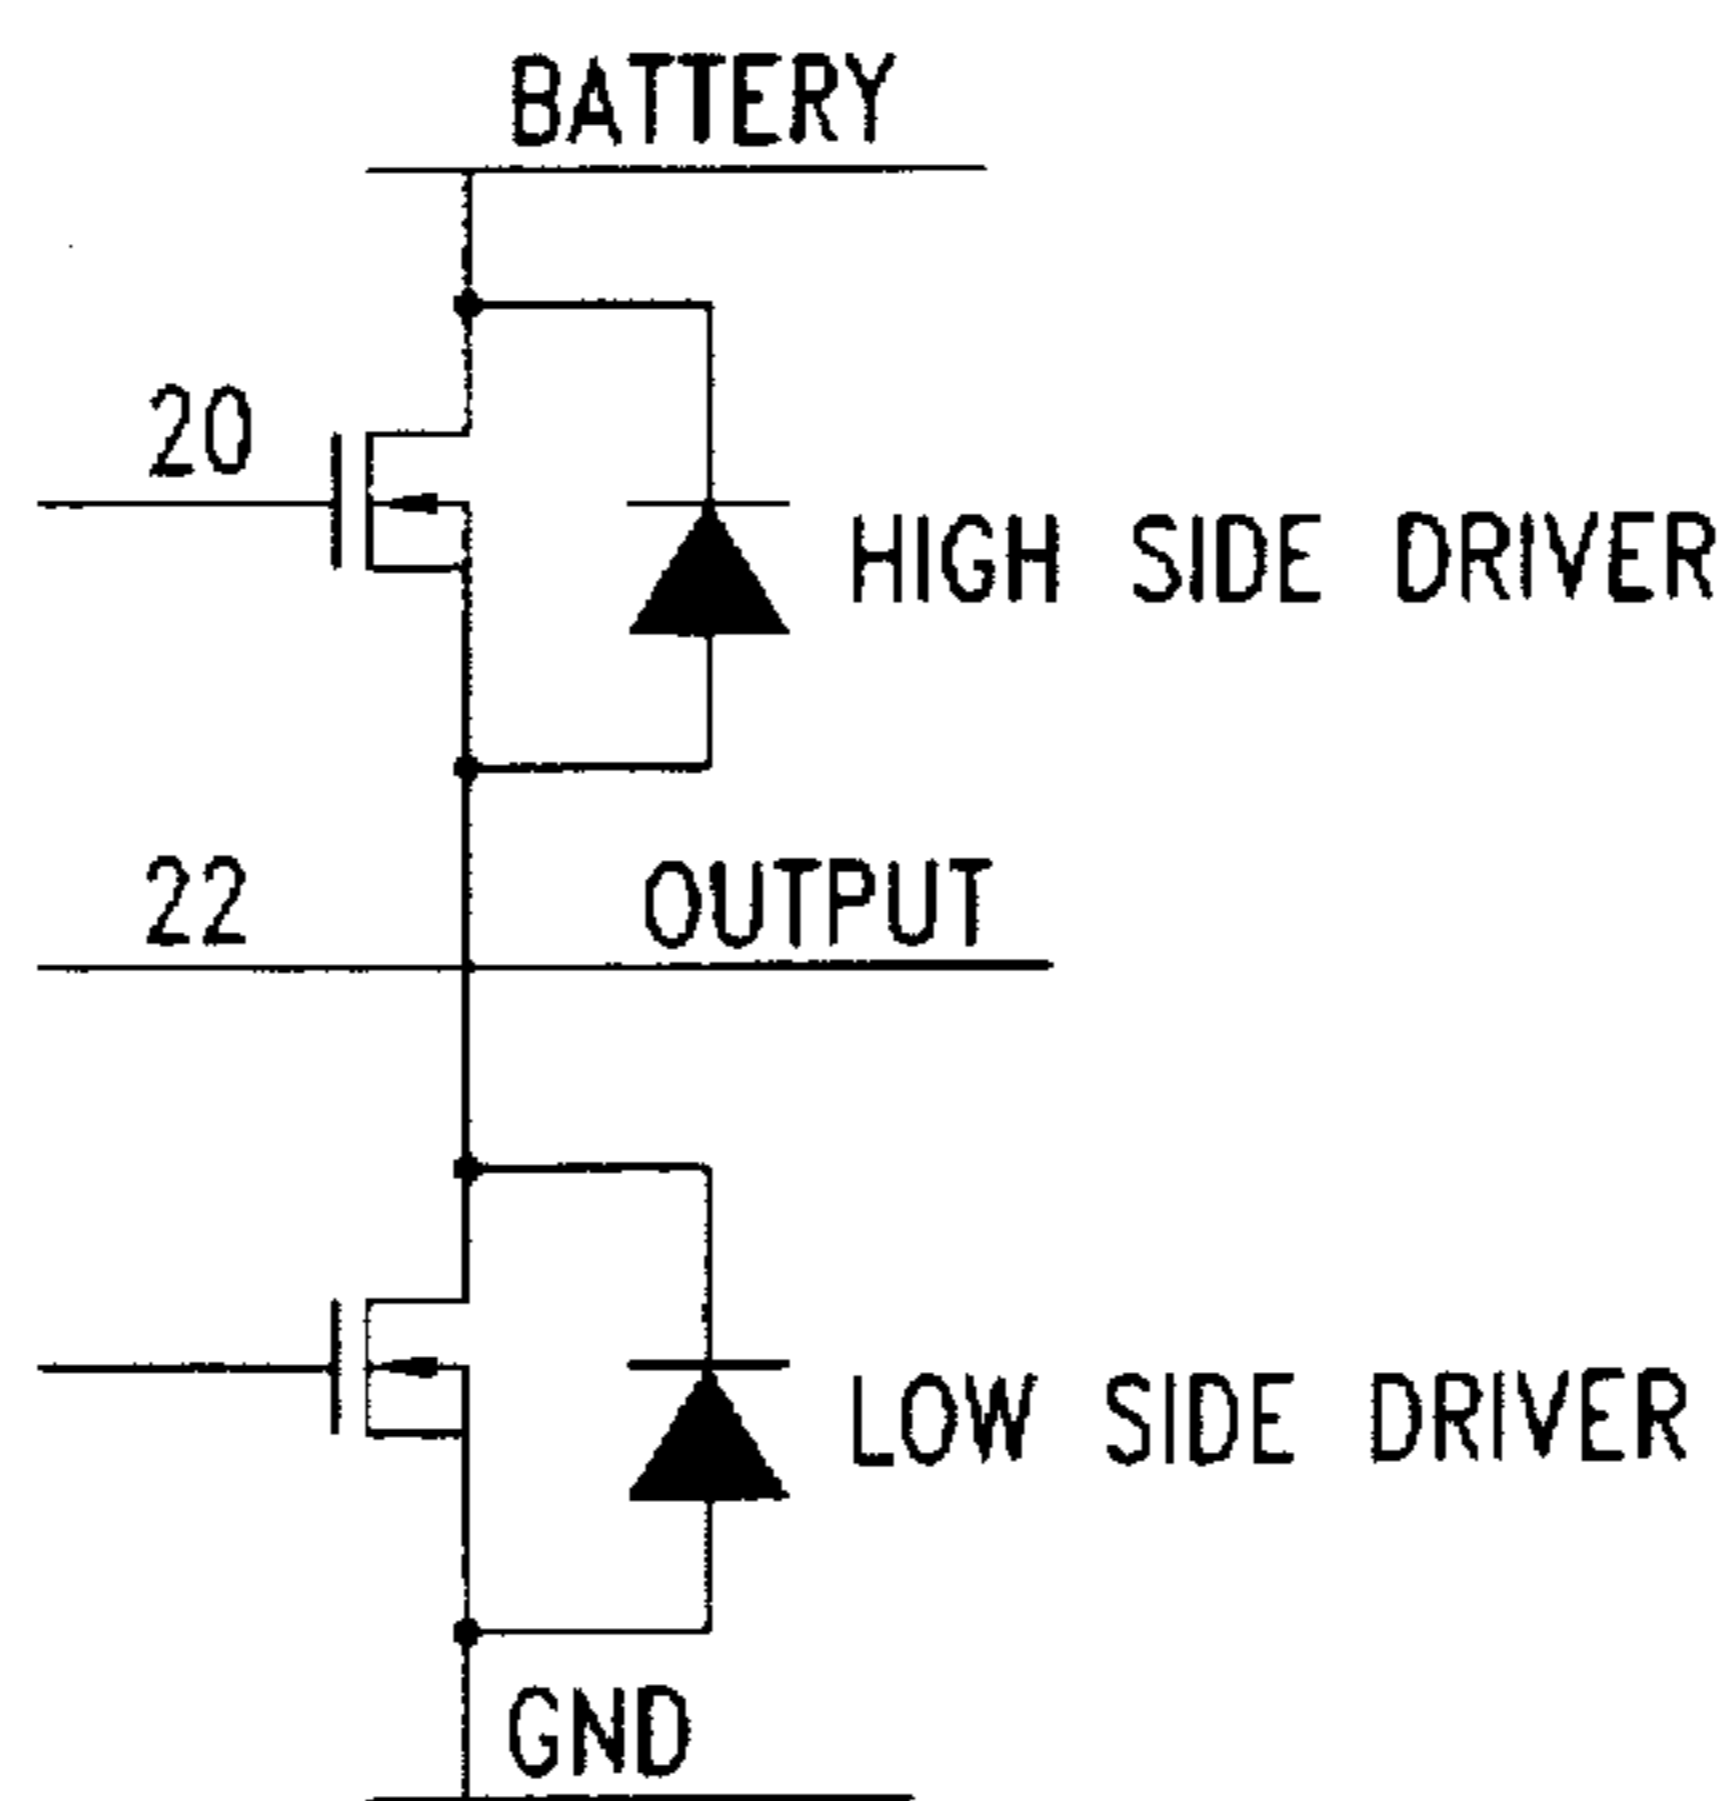 BATTERY
20
HIGH SIDE DRIVER
22
OUTPUT
LOW SIDE DRIVER
GND